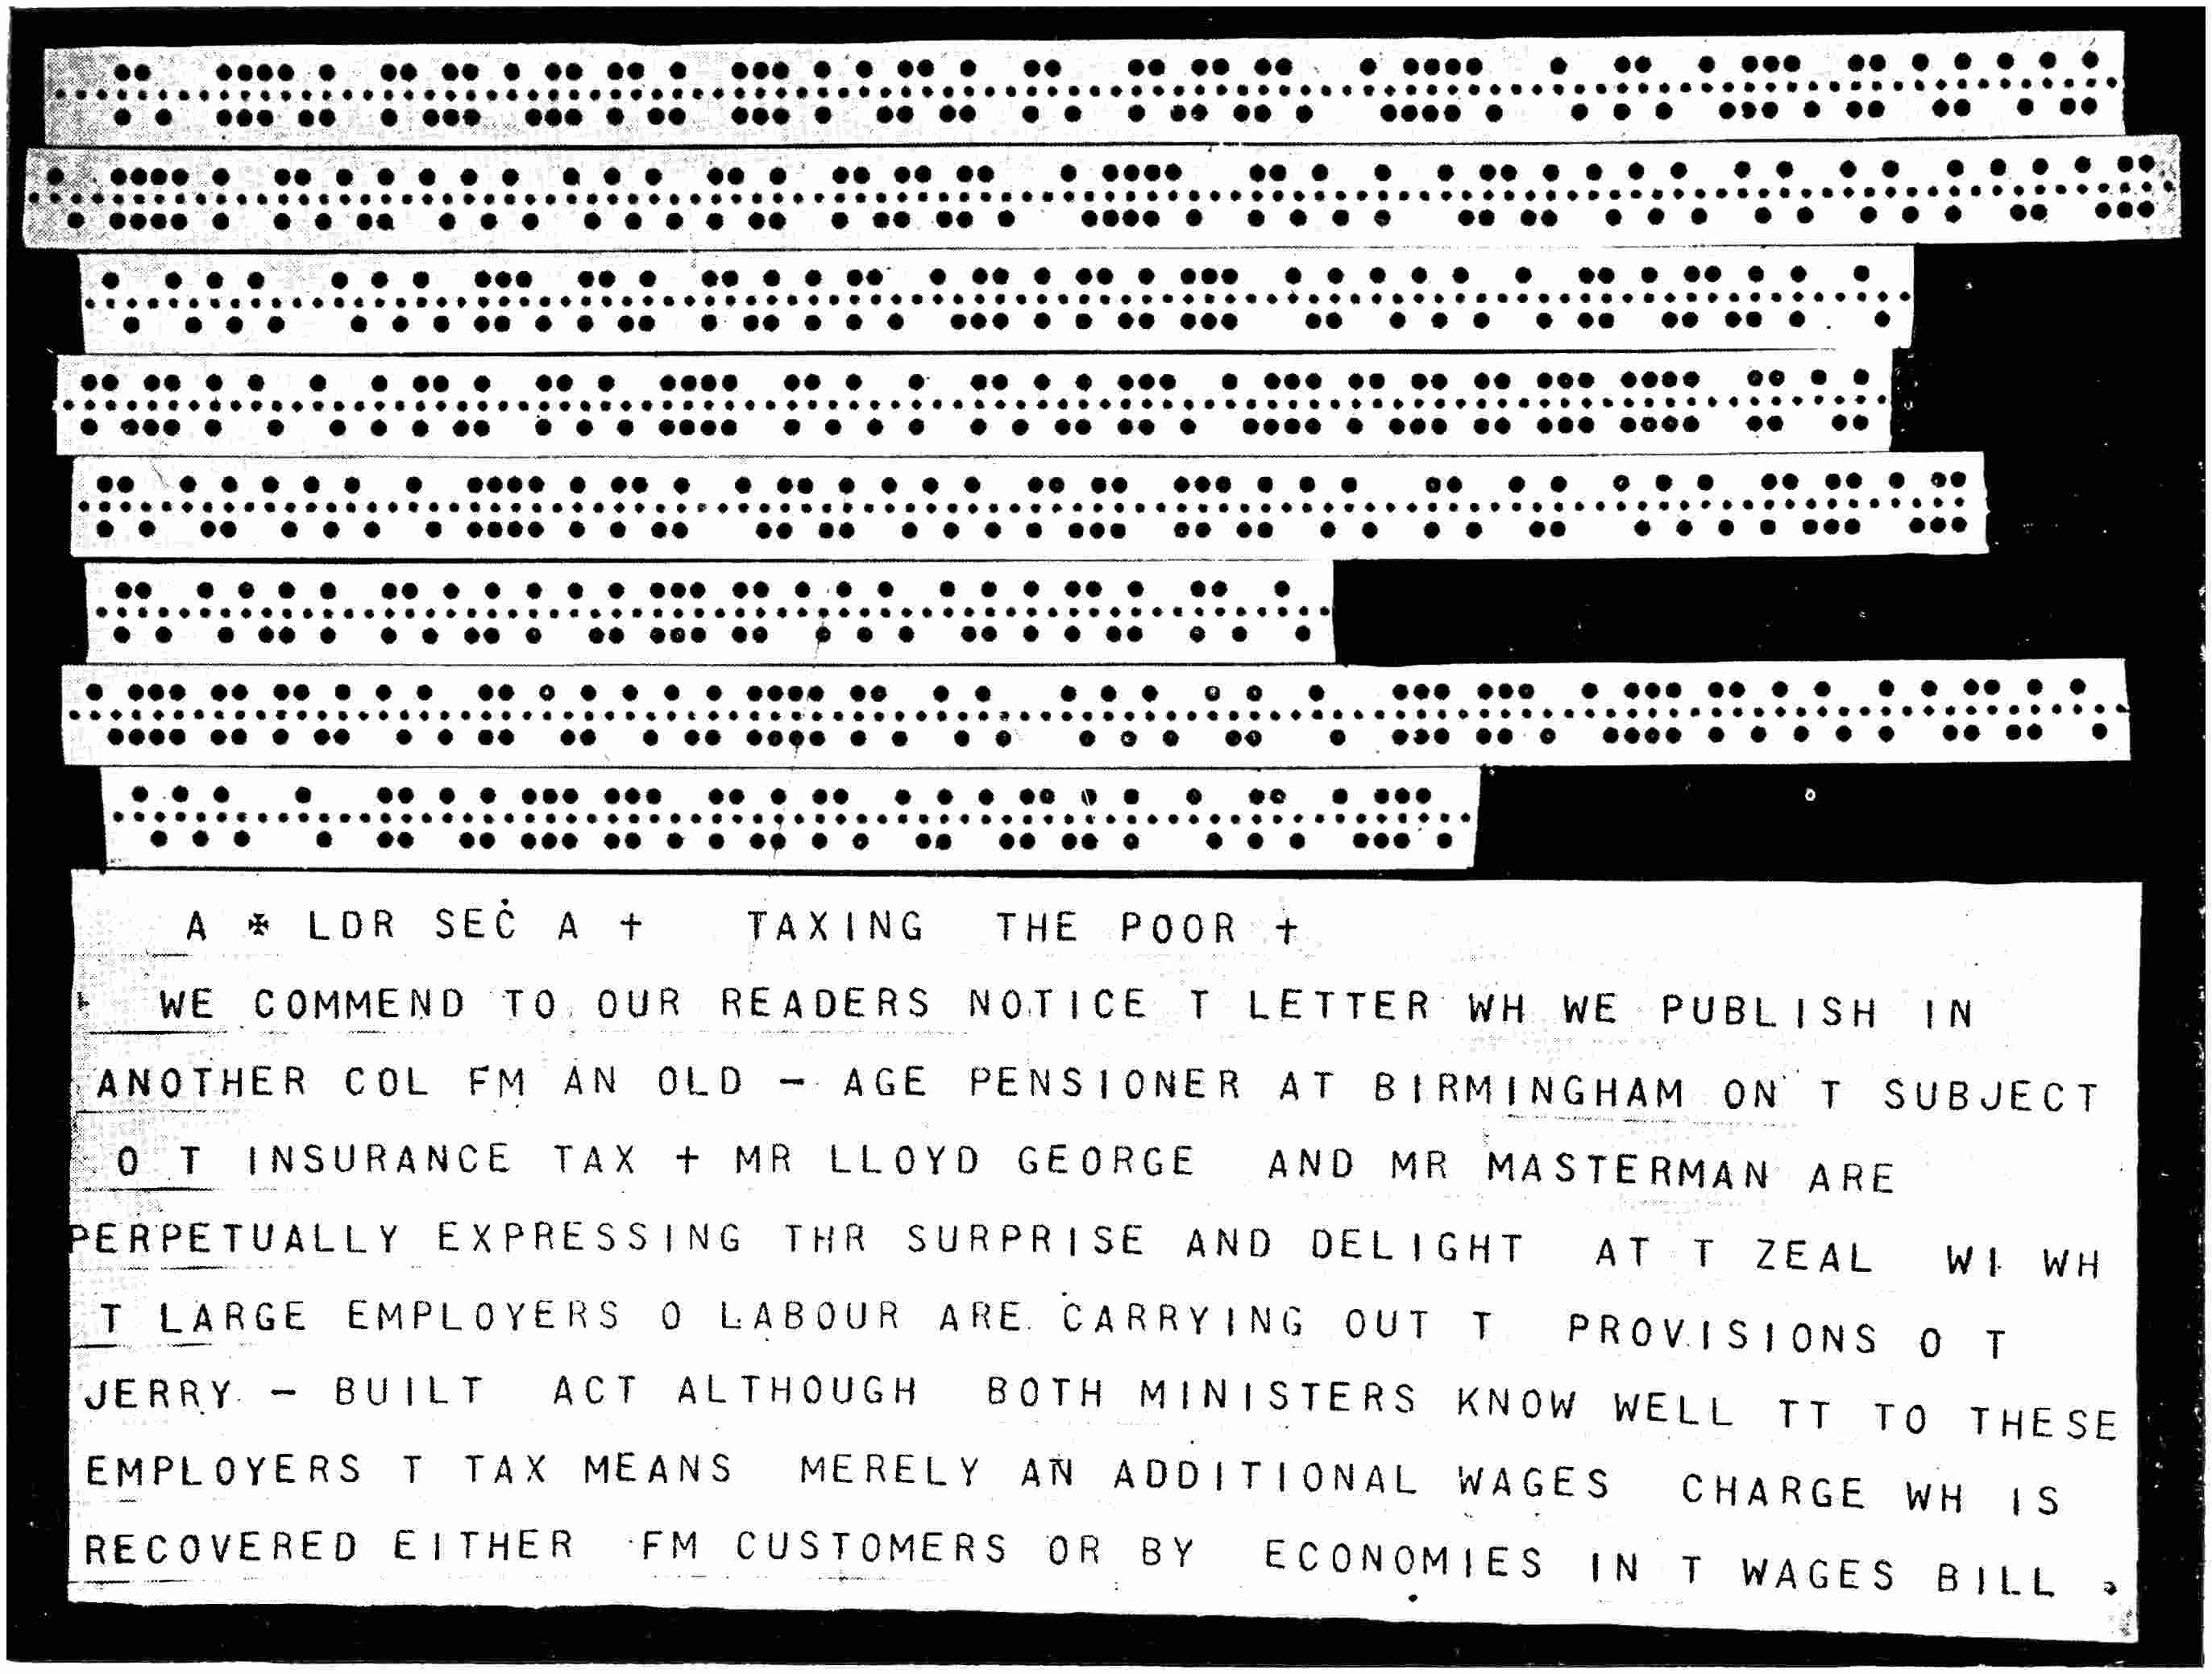 A ✠ LDR SEC A + TAXING THE POOR +
WE COMMEND TO OUR READERS NOTICE T LETTER WH WE PUBLISH IN
ANOTHER COL FM AN OLD - AGE PENSIONER AT BIRMINGHAM ON T SUBJECT
O T INSURANCE TAX + MR LLOYD GEORGE AND MR MASTERMAN ARE
PERPETUALLY EXPRESSING THR SURPRISE AND DELIGHT AT T ZEAL WI WH
T LARGE EMPLOYERS O LABOUR ARE CARRYING OUT T PROVISIONS O T
JERRY - BUILT ACT ALTHOUGH BOTH MINISTERS KNOW WELL TT TO THESE
EMPLOYERS T TAX MEANS MERELY AN ADDITIONAL WAGES CHARGE WH IS
RECOVERED EITHER FM CUSTOMERS OR BY ECONOMIES IN T WAGES BILL